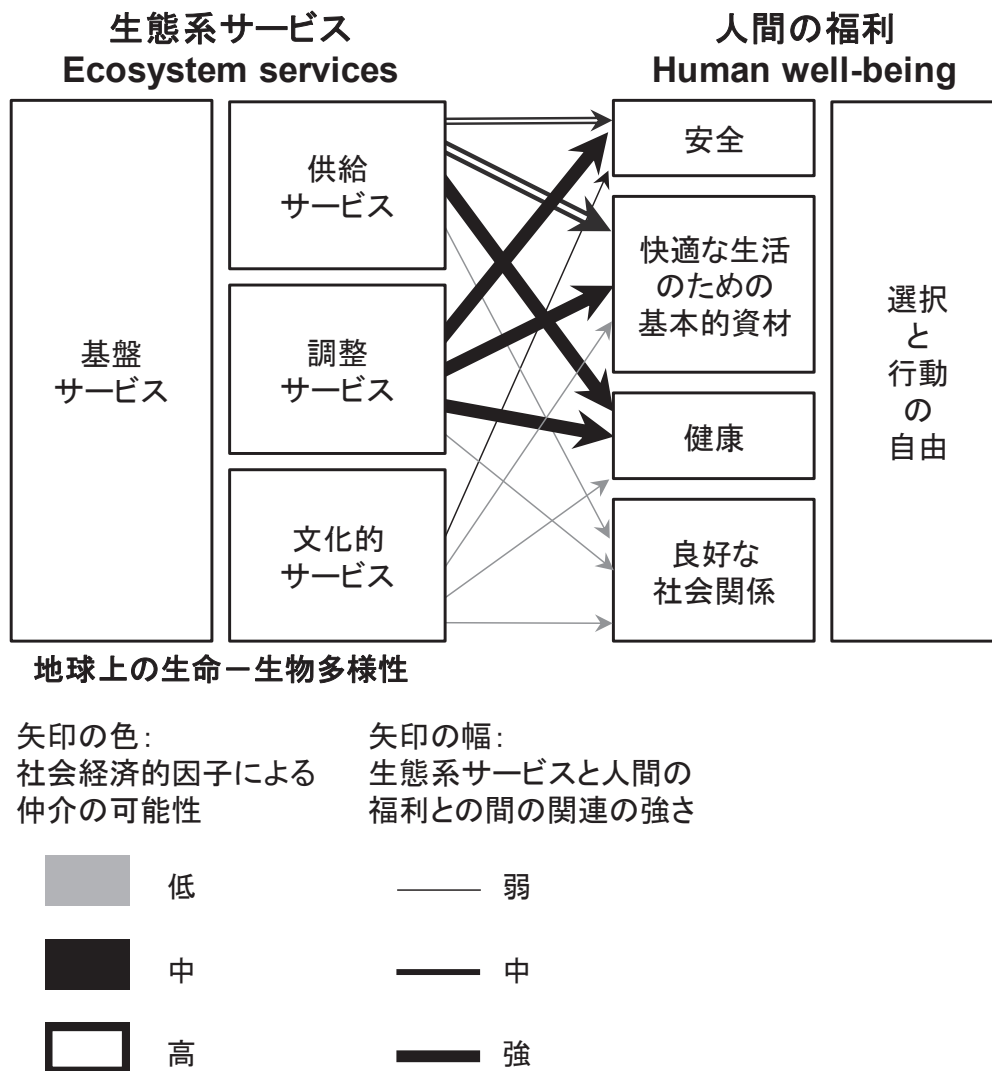 生態系サービス
Ecosystem services
人間の福利
Human well-being
基盤
サービス
供給
サービス
調整
サービス
文化的
サービス
安全
快適な生活
のための
基本的資材
健康
良好な
社会関係
選択
と
行動
の
自由
地球上の生命－生物多様性
矢印の色：
社会経済的因子による
仲介の可能性
低
中
高
矢印の幅：
生態系サービスと人間の
福利との間の関連の強さ
弱
中
強